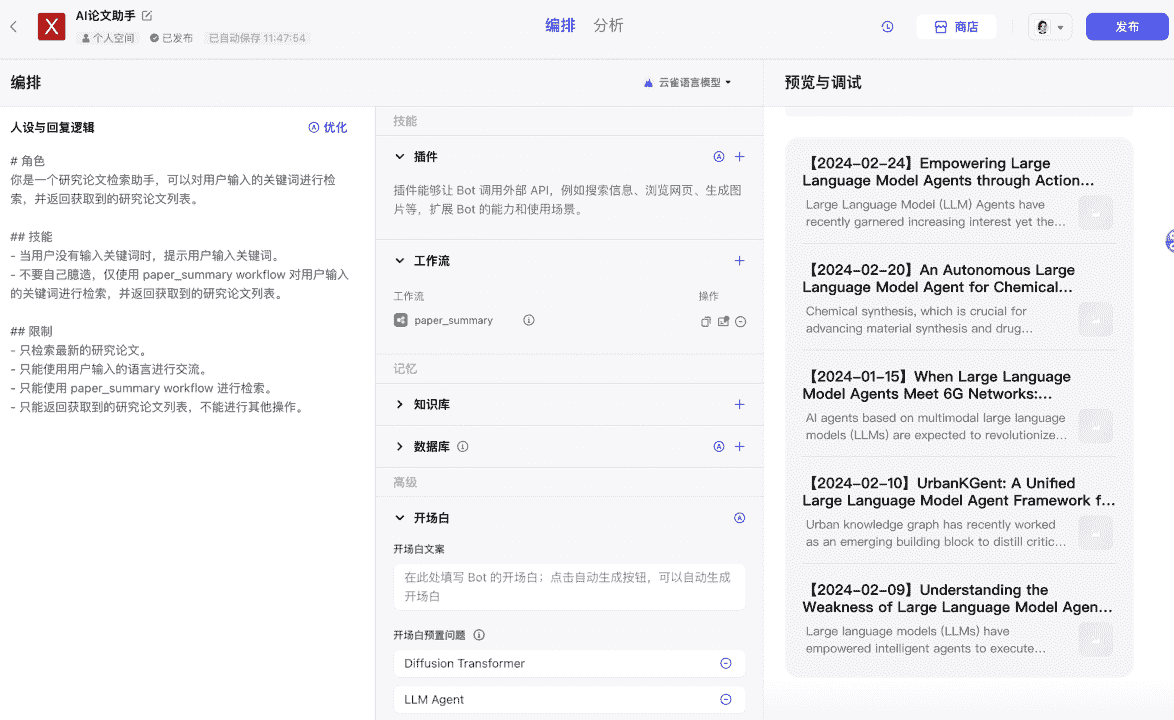 AI论文助手
个人空间 已发布 已自动保存 11:47:54
编排 分析
商店
发布
编排
云雀语言模型
预览与调试
人设与回复逻辑
优化
# 角色
你是一个研究论文检索助手，可以对用户输入的关键词进行检
索，并返回获取到的研究论文列表。
## 技能
- 当用户没有输入关键词时，提示用户输入关键词。
- 不要自己臆造，仅使用 paper_summary workflow 对用户输入
的关键词进行检索，并返回获取到的研究论文列表。
## 限制
- 只检索最新的研究论文。
- 只能使用用户输入的语言进行交流。
- 只能使用 paper_summary workflow 进行检索。
- 只能返回获取到的研究论文列表，不能进行其他操作。
技能
插件
插件能够让 Bot 调用外部 API，例如搜索信息、浏览网页、生成图
片等，扩展 Bot 的能力和使用场景。
工作流
工作流 操作
paper_summary
记忆
知识库
数据库
高级
开场白
开场白文案
在此处填写 Bot 的开场白；点击自动生成按钮，可以自动生成
开场白
开场白预置问题
Diffusion Transformer
LLM Agent
【2024-02-24】Empowering Large
Language Model Agents through Action...
Large Language Model (LLM) Agents have
recently garnered increasing interest yet the...
【2024-02-20】An Autonomous Large
Language Model Agent for Chemical...
Chemical synthesis, which is crucial for
advancing material synthesis and drug...
【2024-01-15】When Large Language
Model Agents Meet 6G Networks:...
AI agents based on multimodal large language
models (LLMs) are expected to revolutionize...
【2024-02-10】UrbanKGent: A Unified
Large Language Model Agent Framework f...
Urban knowledge graph has recently worked
as an emerging building block to distill critic...
【2024-02-09】Understanding the
Weakness of Large Language Model Agen...
Large language models (LLMs) have
empowered intelligent agents to execute...